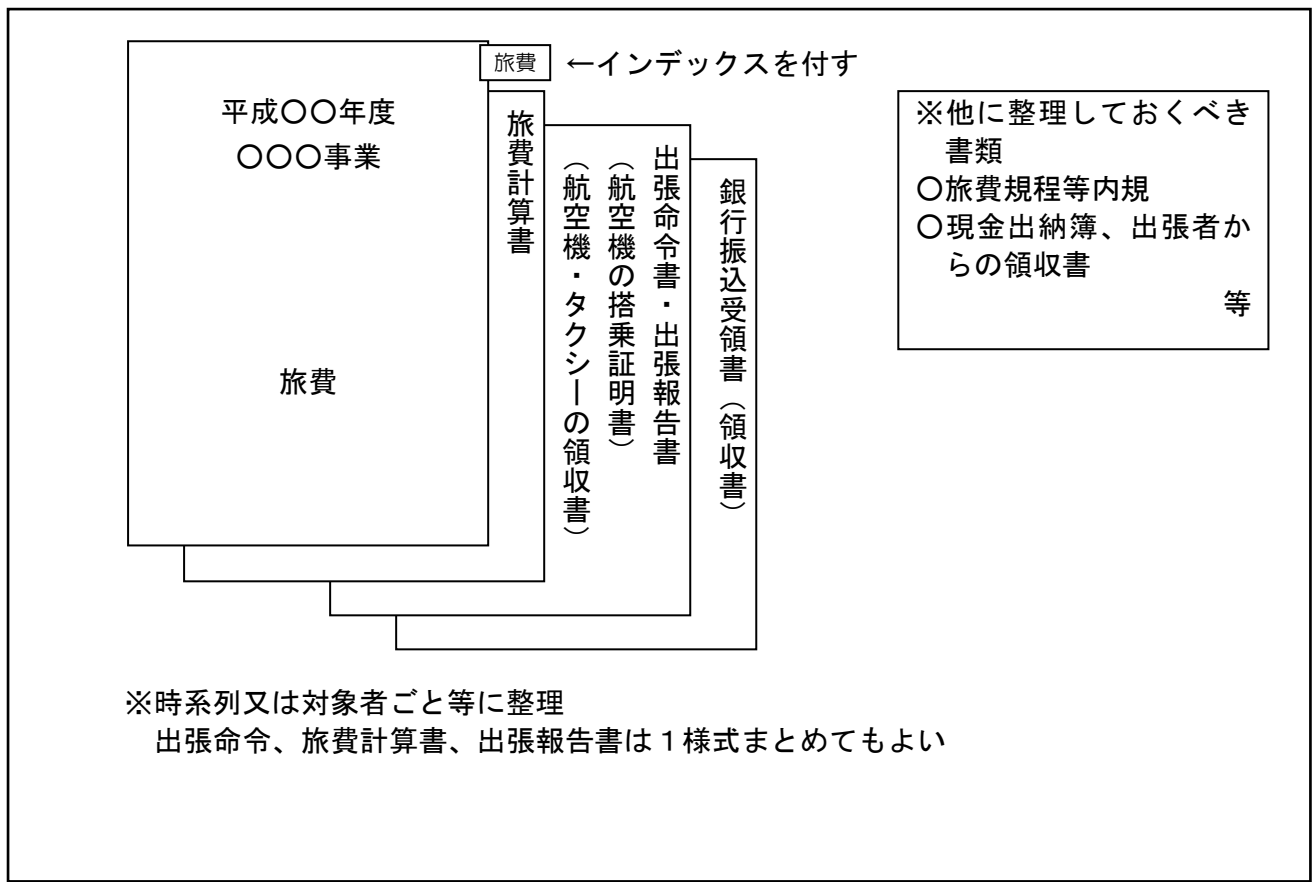 旅費
←インデックスを付す
平成〇〇年度
〇〇〇事業
旅費
旅費計算書
出張命令書・出張報告書
（航空機の搭乗証明書）
（航空機・タクシーの領収書）
銀行振込受領書（領収書）
※他に整理しておくべき
書類
〇旅費規程等内規
〇現金出納簿、出張者か
らの領収書
等
※時系列又は対象者ごと等に整理
出張命令、旅費計算書、出張報告書は１様式まとめてもよい